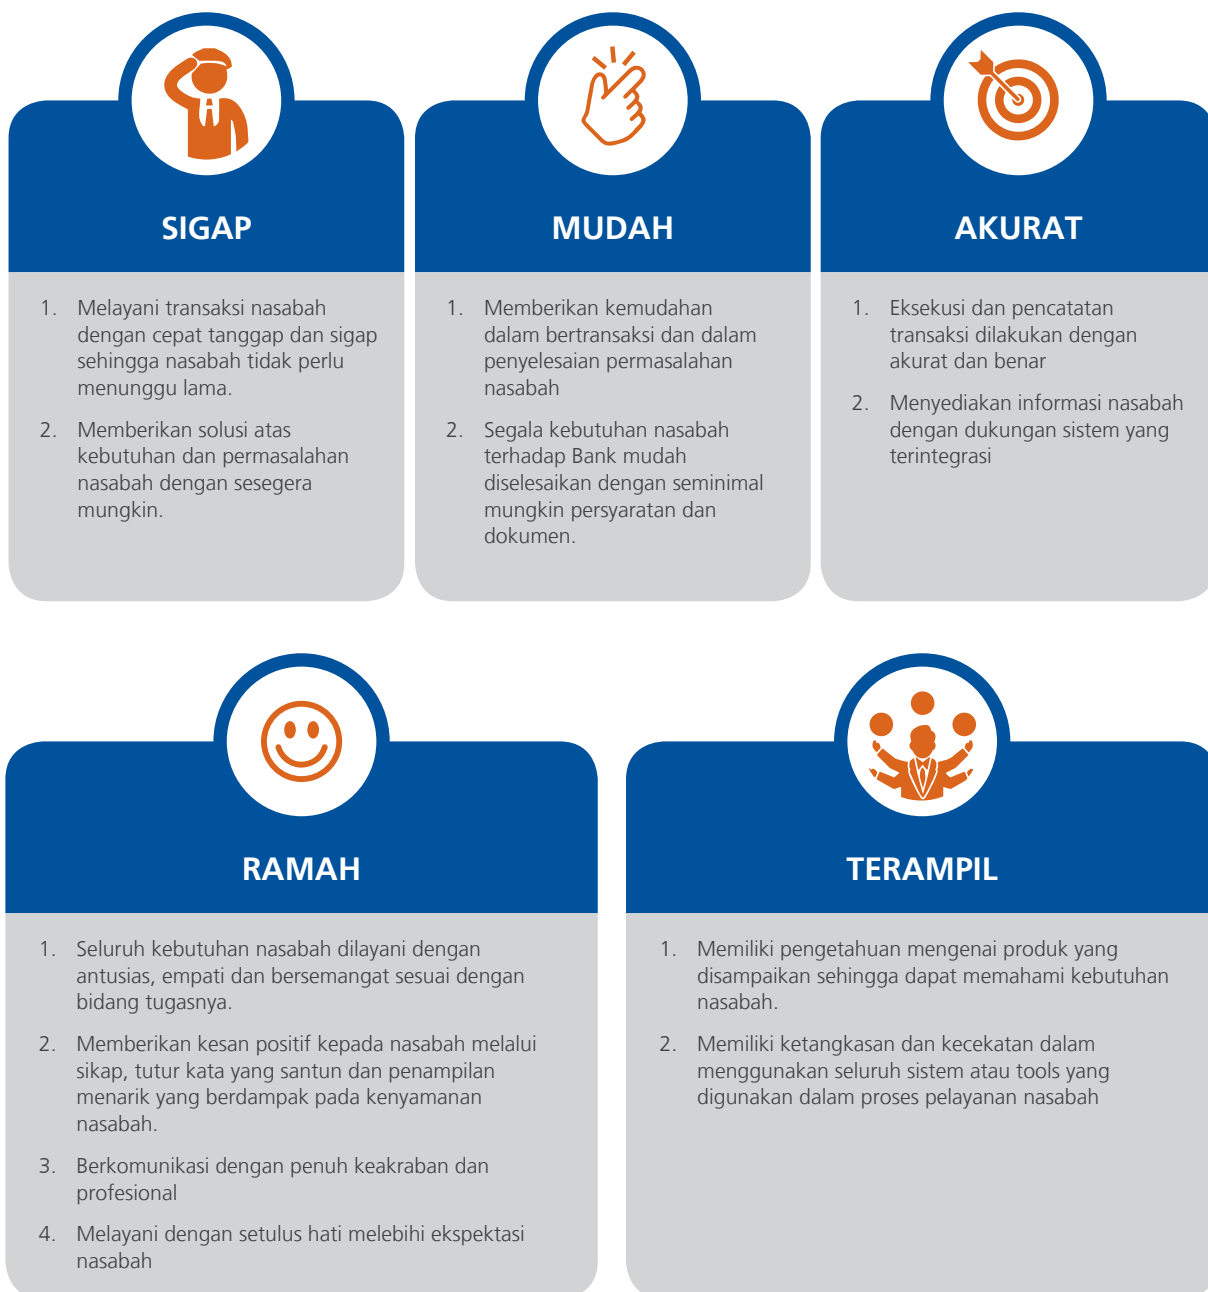 SIGAP
1. Melayani transaksi nasabah
dengan cepat tanggap dan sigap
sehingga nasabah tidak perlu
menunggu lama.
2. Memberikan solusi atas
kebutuhan dan permasalahan
nasabah dengan sesegera
mungkin.
MUDAH
1. Memberikan kemudahan
dalam bertransaksi dan dalam
penyelesaian permasalahan
nasabah
2. Segala kebutuhan nasabah
terhadap Bank mudah
diselesaikan dengan seminimal
mungkin persyaratan dan
dokumen.
AKURAT
1. Eksekusi dan pencatatan
transaksi dilakukan dengan
akurat dan benar
2. Menyediakan informasi nasabah
dengan dukungan sistem yang
terintegrasi
RAMAH
1. Seluruh kebutuhan nasabah dilayani dengan
antusias, empati dan bersemangat sesuai dengan
bidang tugasnya.
2. Memberikan kesan positif kepada nasabah melalui
sikap, tutur kata yang santun dan penampilan
menarik yang berdampak pada kenyamanan
nasabah.
3. Berkomunikasi dengan penuh keakraban dan
profesional
4. Melayani dengan setulus hati melebihi ekspektasi
nasabah
TERAMPIL
1. Memiliki pengetahuan mengenai produk yang
disampaikan sehingga dapat memahami kebutuhan
nasabah.
2. Memiliki ketangkasan dan kecekatan dalam
menggunakan seluruh sistem atau tools yang
digunakan dalam proses pelayanan nasabah